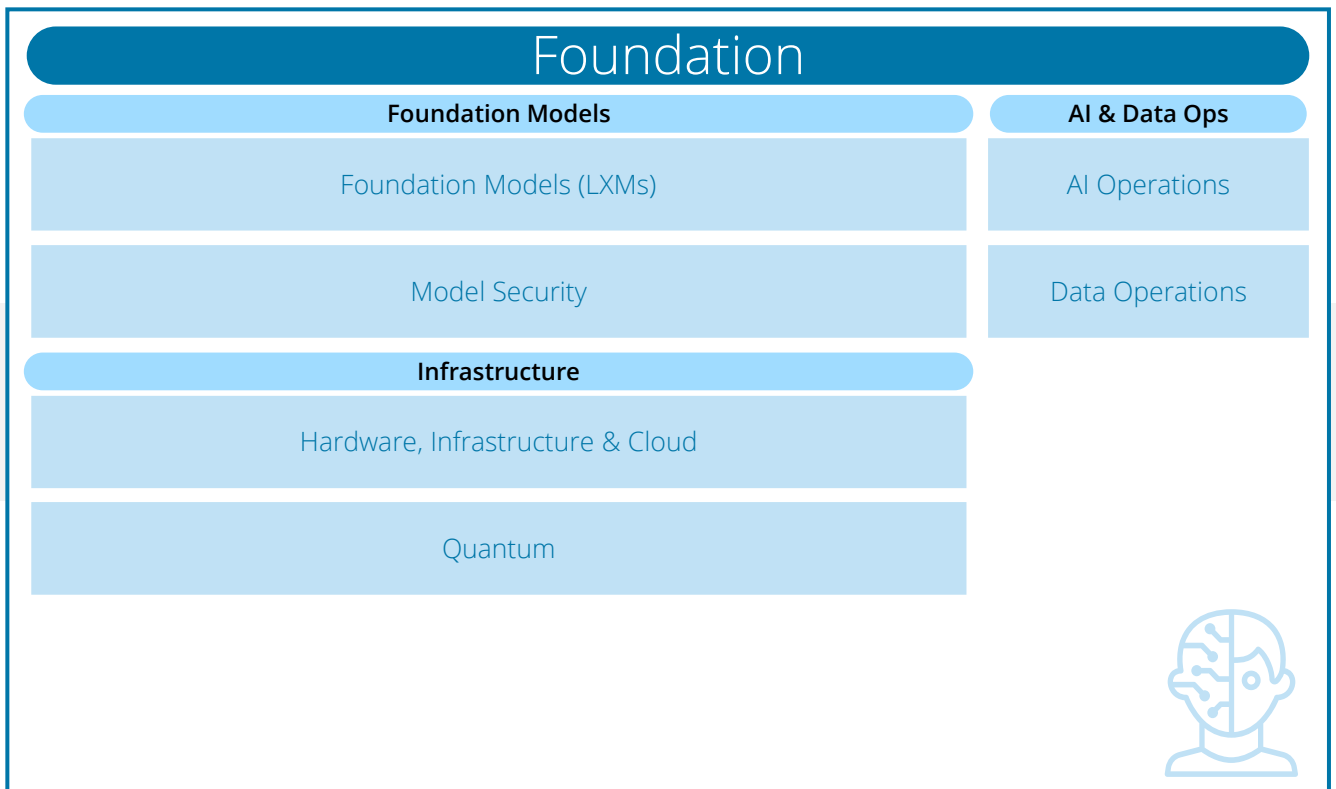 Foundation
Foundation Models
Foundation Models (LXMs)
Model Security
Infrastructure
Hardware, Infrastructure & Cloud
Quantum
AI & Data Ops
AI Operations
Data Operations